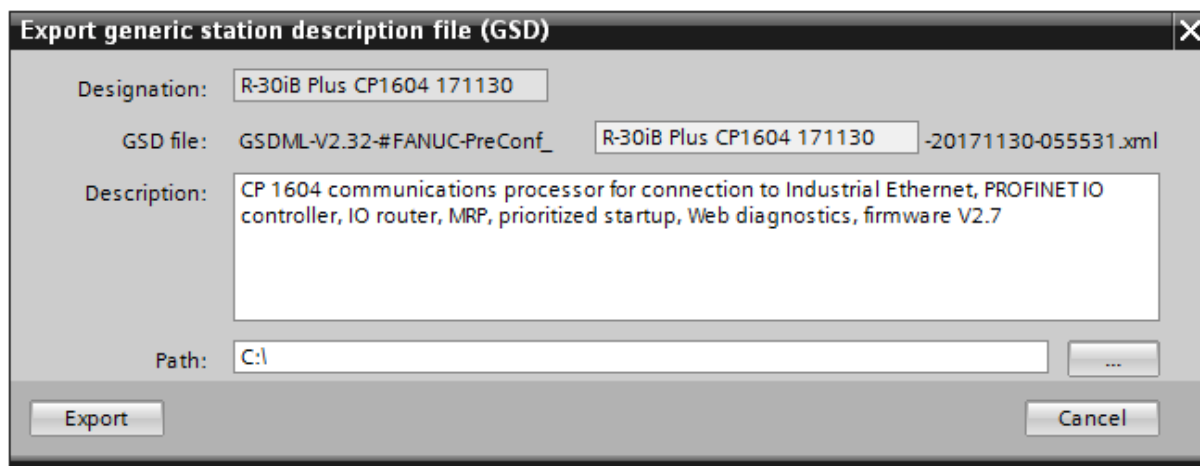 Export generic station description file (GSD)
Designation: R-30iB Plus CP1604 171130
GSD file: GSDML-V2.32-#FANUC-PreConf_ R-30iB Plus CP1604 171130 -20171130-055531.xml
Description: CP 1604 communications processor for connection to Industrial Ethernet, PROFINET IO
controller, IO router, MRP, prioritized startup, Web diagnostics, firmware V2.7
Path: C:\ ...
Export Cancel